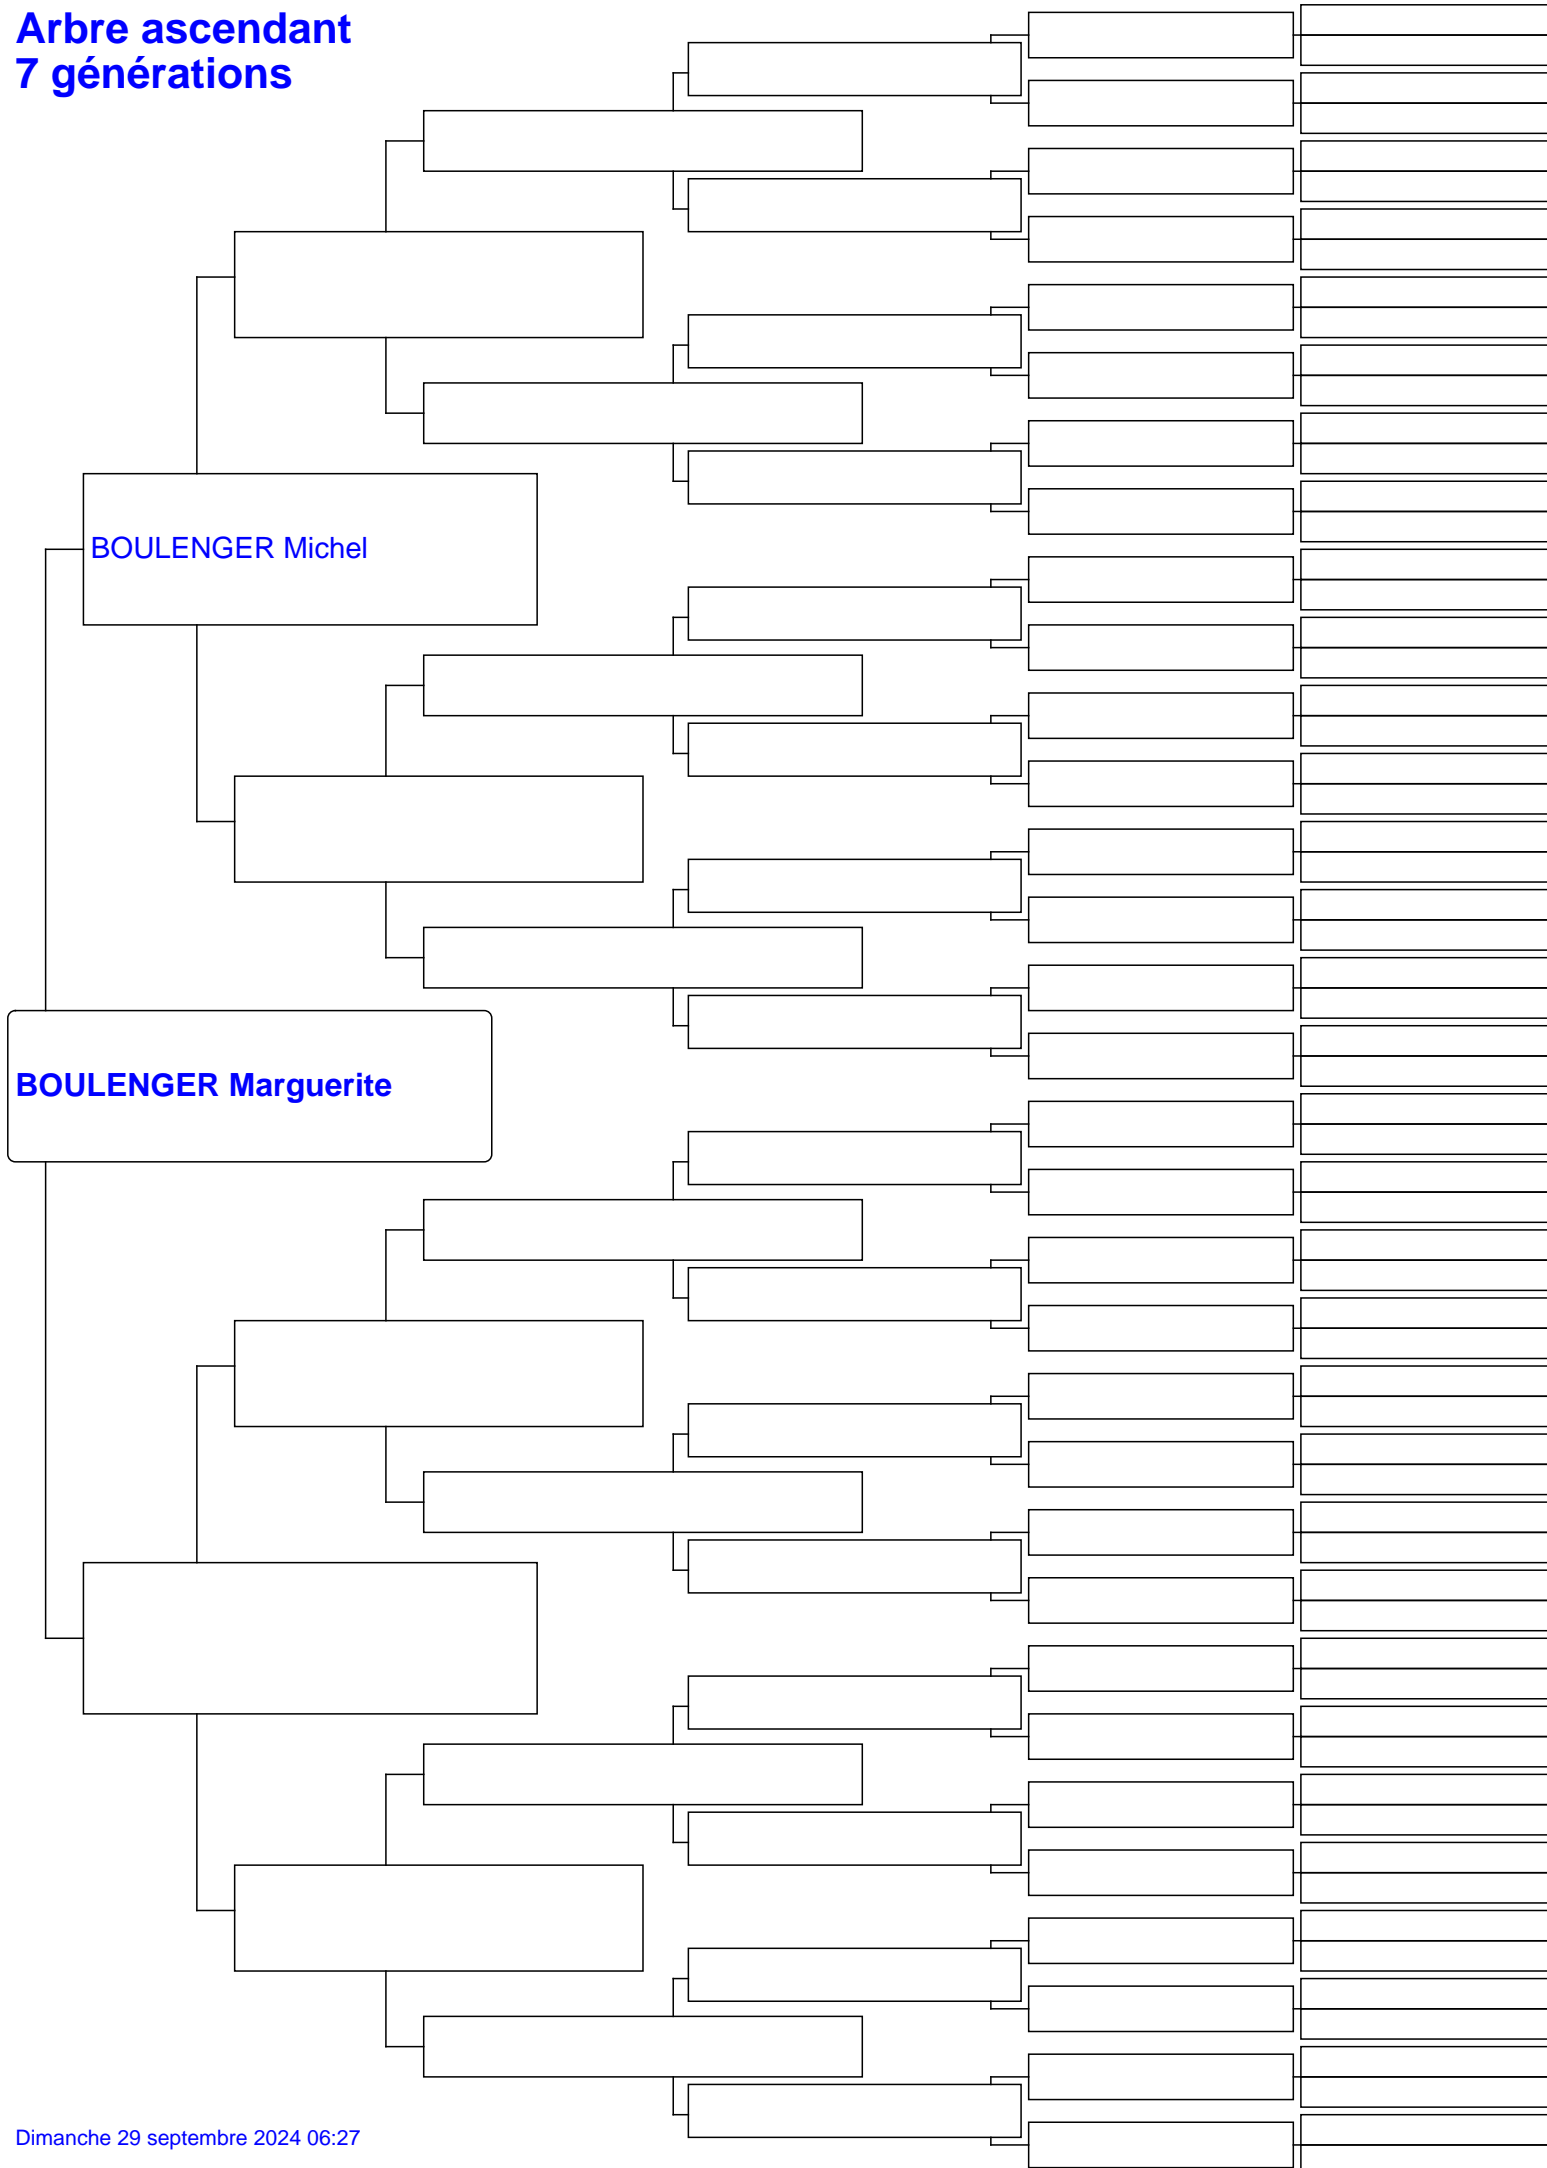 Arbre ascendant
7 générations
BOULENGER Michel
BOULENGER Marguerite
Dimanche 29 septembre 2024 06:27